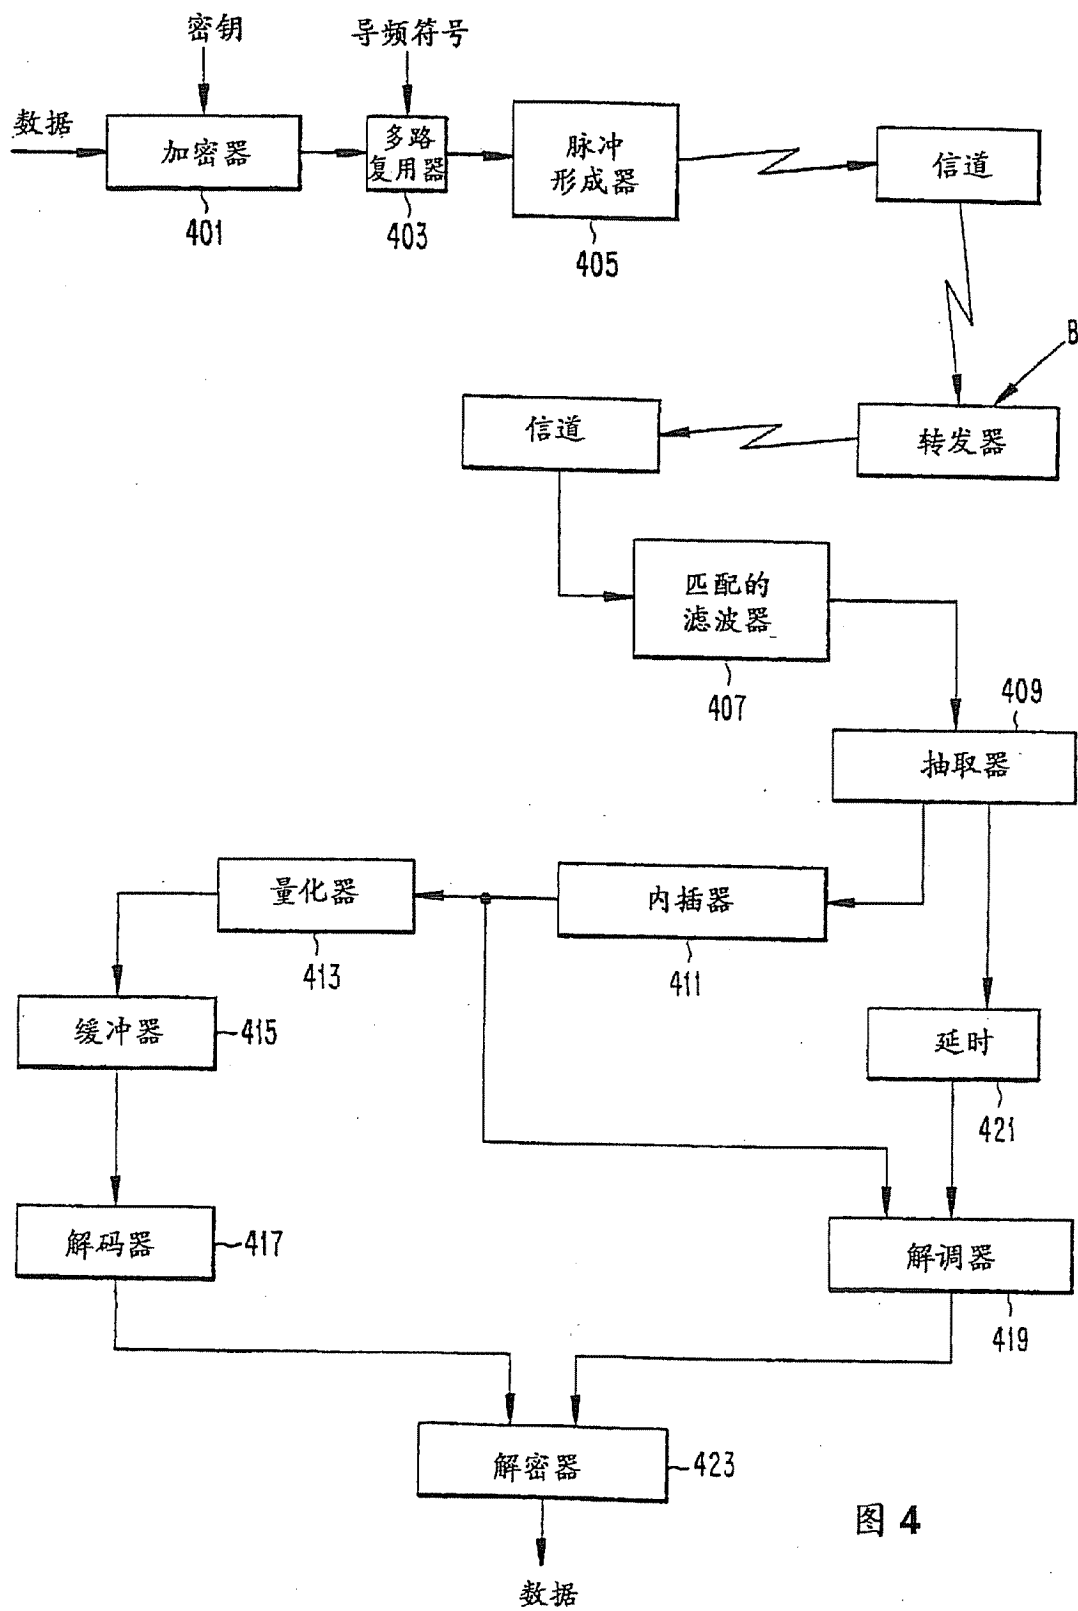 密钥
导频符号
数据
加密器
多路
复用器
脉冲
形成器
信道
401
403
405
B
信道
转发器
匹配的
滤波器
407
409
抽取器
量化器
内插器
413
411
缓冲器
415
延时
421
解码器
417
解调器
419
解密器
423
图 4
数据